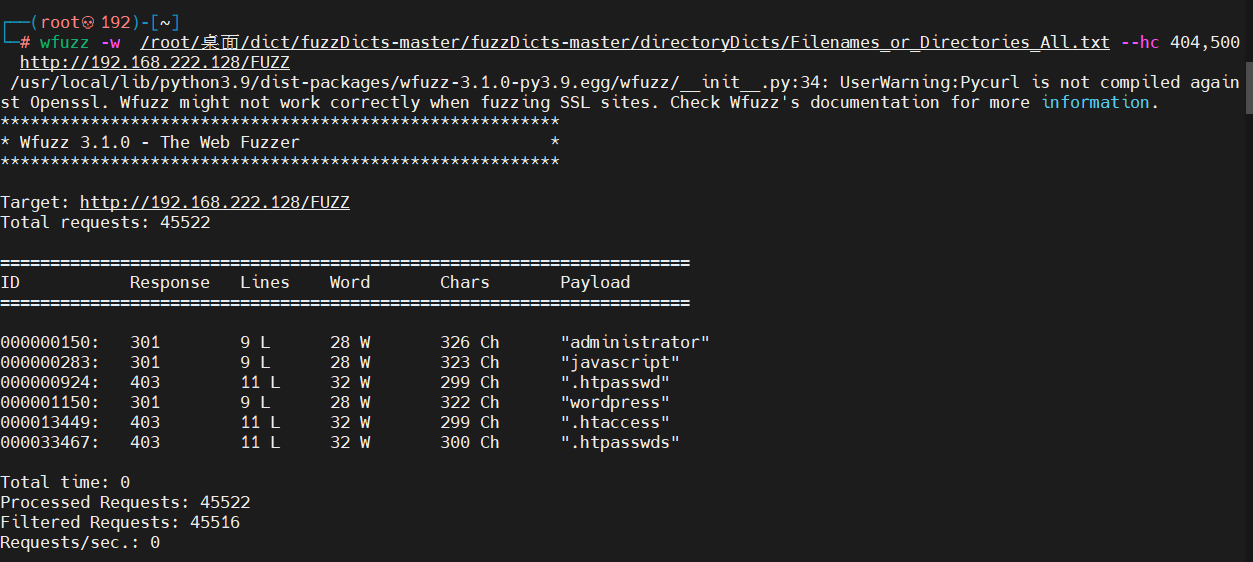 ┌──(root💀192)-[~]
└─# wfuzz -w  /root/桌面/dict/fuzzDicts-master/fuzzDicts-master/directoryDicts/Filenames_or_Directories_All.txt --hc 404,500
  http://192.168.222.128/FUZZ
 /usr/local/lib/python3.9/dist-packages/wfuzz-3.1.0-py3.9.egg/wfuzz/__init__.py:34: UserWarning:Pycurl is not compiled again
st Openssl. Wfuzz might not work correctly when fuzzing SSL sites. Check Wfuzz's documentation for more information.
********************************************************
* Wfuzz 3.1.0 - The Web Fuzzer                         *
********************************************************
Target: http://192.168.222.128/FUZZ
Total requests: 45522
=====================================================================
ID           Response   Lines    Word       Chars       Payload
=====================================================================
000000150:   301        9 L      28 W       326 Ch      "administrator"
000000283:   301        9 L      28 W       323 Ch      "javascript"
000000924:   403        11 L     32 W       299 Ch      ".htpasswd"
000001150:   301        9 L      28 W       322 Ch      "wordpress"
000013449:   403        11 L     32 W       299 Ch      ".htaccess"
000033467:   403        11 L     32 W       300 Ch      ".htpasswds"
Total time: 0
Processed Requests: 45522
Filtered Requests: 45516
Requests/sec.: 0